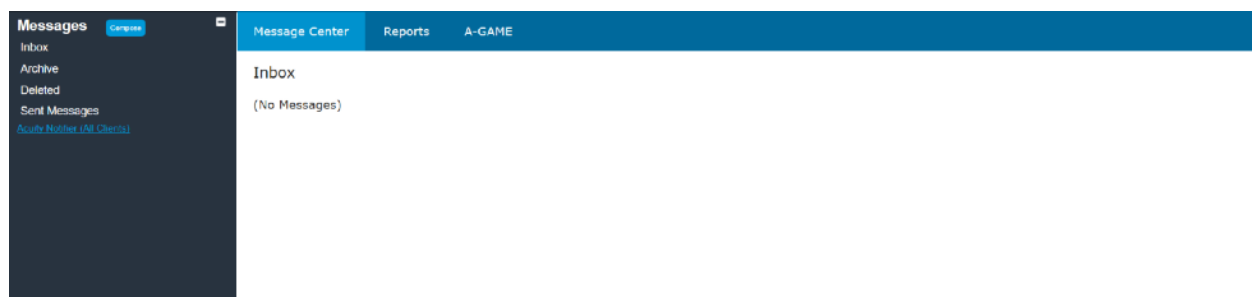 Messages Compose
Inbox
Archive
Deleted
Sent Messages
Acuity Notifier (All Clients)
Message Center Reports A-GAME
Inbox
(No Messages)